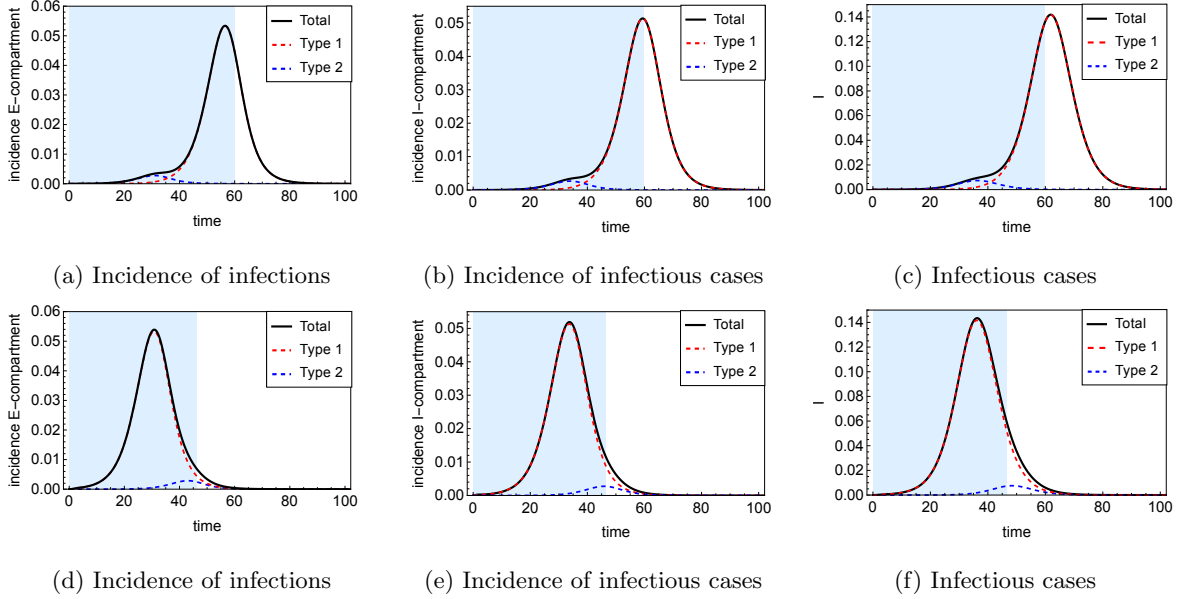 0.06
0.05
0.04
0.03
0.02
0.01
0.00
0 20 40 60 80 100
time
incidence E-compartment
Total
Type 1
Type 2
0.05
0.04
0.03
0.02
0.01
0.00
0 20 40 60 80 100
time
incidence I-compartment
Total
Type 1
Type 2
0.14
0.12
0.10
0.08
0.06
0.04
0.02
0.00
0 20 40 60 80 100
time
I
Total
Type 1
Type 2
(a) Incidence of infections
(b) Incidence of infectious cases
(c) Infectious cases
0.06
0.05
0.04
0.03
0.02
0.01
0.00
0 20 40 60 80 100
time
incidence E-compartment
Total
Type 1
Type 2
0.05
0.04
0.03
0.02
0.01
0.00
0 20 40 60 80 100
time
incidence I-compartment
Total
Type 1
Type 2
0.14
0.12
0.10
0.08
0.06
0.04
0.02
0.00
0 20 40 60 80 100
time
I
Total
Type 1
Type 2
(d) Incidence of infections
(e) Incidence of infectious cases
(f) Infectious cases